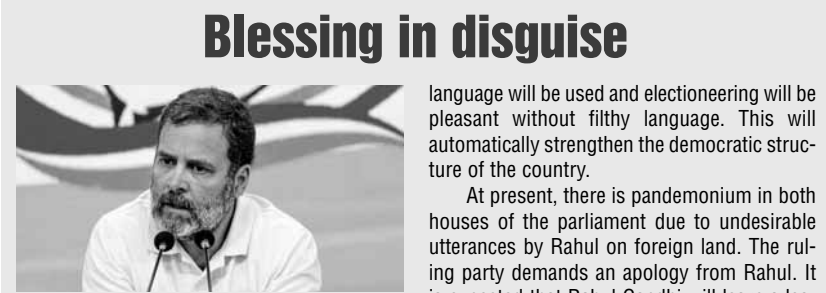 Blessing in disguise
language will be used and electioneering will be
pleasant without filthy language. This will
automatically strengthen the democratic struc-
ture of the country.
At present, there is pandemonium in both
houses of the parliament due to undesirable
utterances by Rahul on foreign land. The rul-
ing party demands an apology from Rahul. It